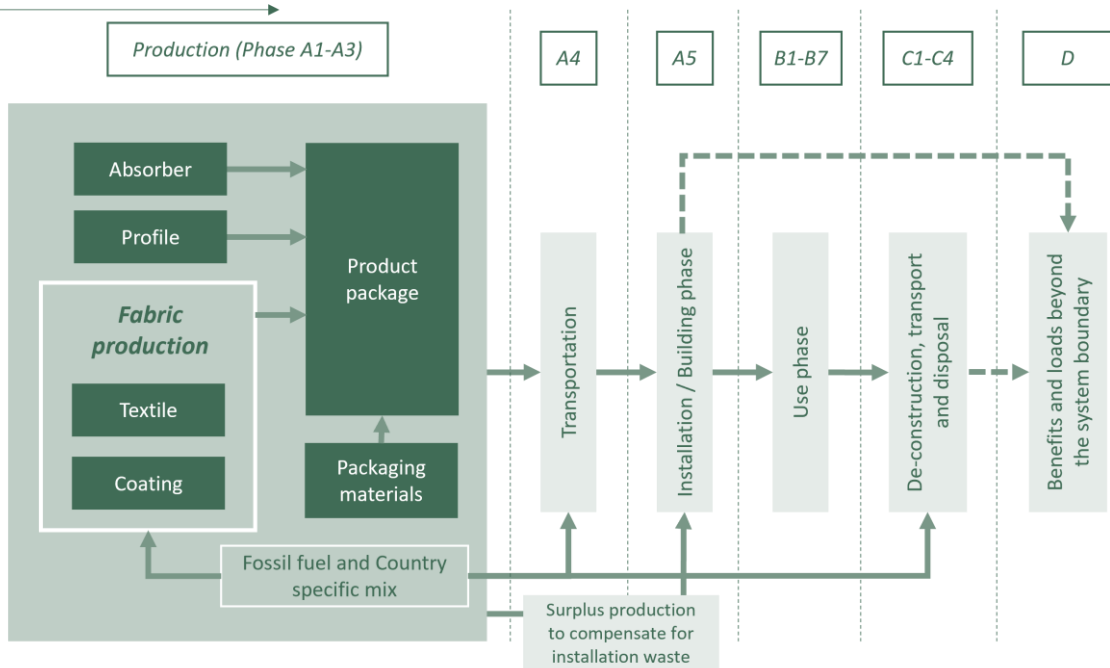 Production (Phase A1-A3)
A4
A5
B1-B7
C1-C4
D
Absorber
Profile
Fabric
production
Textile
Coating
Product
package
Packaging
materials
Fossil fuel and Country
specific mix
Transportation
Installation / Building phase
Use phase
De-construction, transport
and disposal
Benefits and loads beyond
the system boundary
Surplus production
to compensate for
installation waste